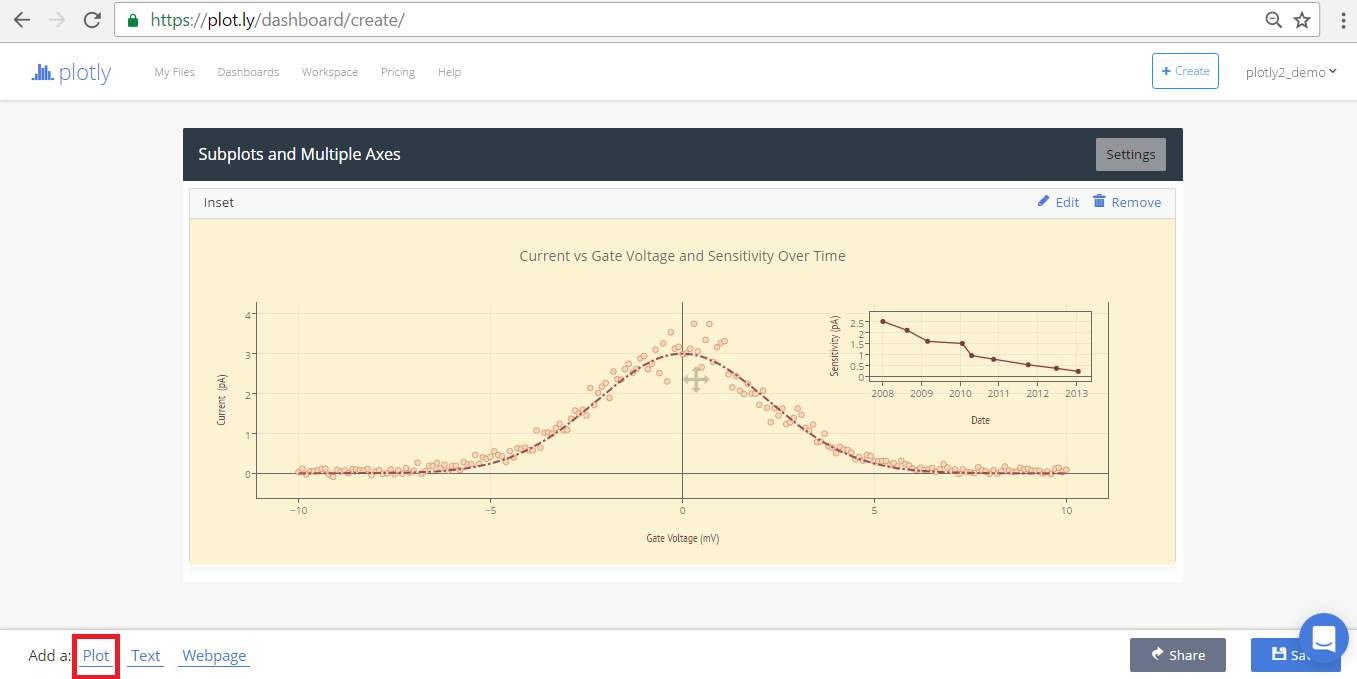 https://plot.ly/dashboard/create/
plotly My Files Dashboards Workspace Pricing Help + Create plotly2_demo
Subplots and Multiple Axes Settings
Inset Edit Remove
Current vs Gate Voltage and Sensitivity Over Time
Current (pA)
4
3
2
1
0
−10 −5 0 5 10
Gate Voltage (mV)
Sensitivity (pA)
2.5
2
1.5
1
0.5
0
2008 2009 2010 2011 2012 2013
Date
Add a: Plot Text Webpage Share